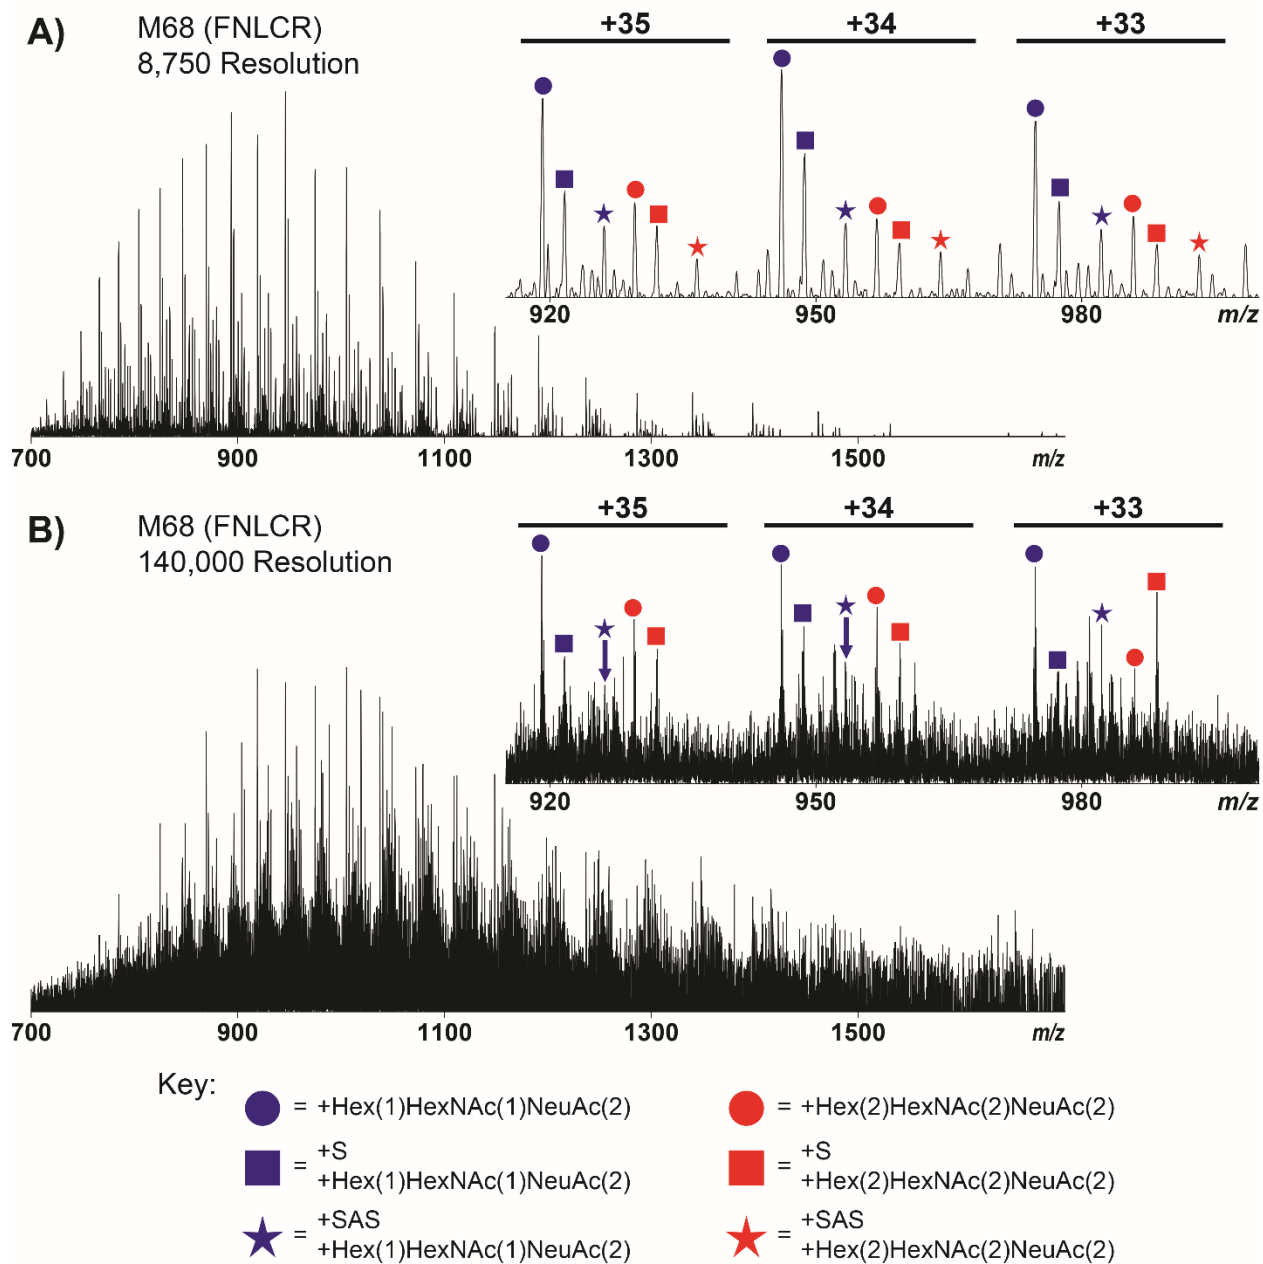 A)
M68 (FNLCR)
8,750 Resolution
+35 +34 +33
920 950 980 m/z
700 900 1100 1300 1500 m/z
B)
M68 (FNLCR)
140,000 Resolution
+35 +34 +33
920 950 980 m/z
700 900 1100 1300 1500 m/z
Key:
= +Hex(1)HexNAc(1)NeuAc(2)
= +Hex(2)HexNAc(2)NeuAc(2)
+S
= +Hex(1)HexNAc(1)NeuAc(2)
+S
= +Hex(2)HexNAc(2)NeuAc(2)
+SAS
= +Hex(1)HexNAc(1)NeuAc(2)
+SAS
= +Hex(2)HexNAc(2)NeuAc(2)